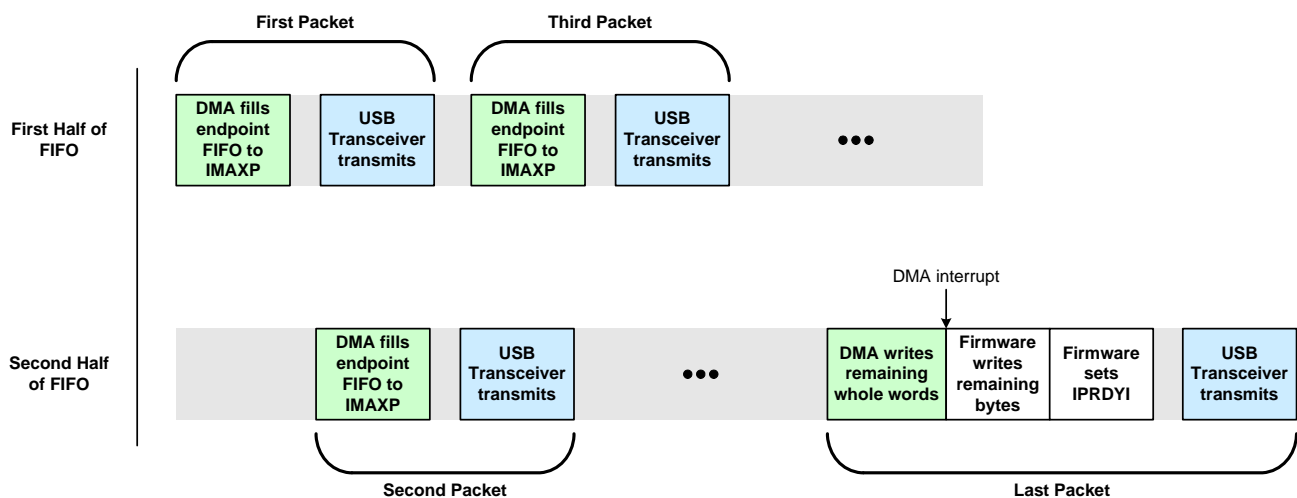 First Packet
Third Packet
First Half of
FIFO
DMA fills
endpoint
FIFO to
IMAXP
USB
Transceiver
transmits
DMA fills
endpoint
FIFO to
IMAXP
USB
Transceiver
transmits
•••
DMA interrupt
Second Half
of FIFO
DMA fills
endpoint
FIFO to
IMAXP
USB
Transceiver
transmits
•••
DMA writes
remaining
whole words
Firmware
writes
remaining
bytes
Firmware
sets
IPRDYI
USB
Transceiver
transmits
Second Packet
Last Packet